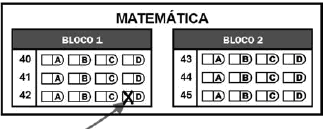 MATEMÁTICA
BLOCO 1
40 A B C D
41 A B C D
42 A B C X D
BLOCO 2
43 A B C D
44 A B C D
45 A B C D